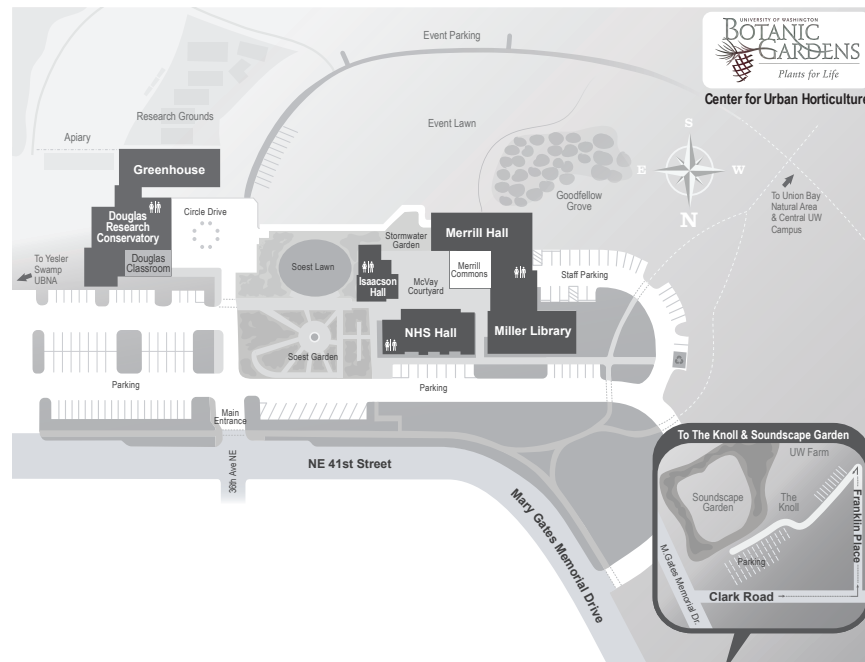 UNIVERSITY OF WASHINGTON
BOTANIC
GARDENS
Plants for Life
Center for Urban Horticulture
Event Parking
Research Grounds
Event Lawn
Apiary
Greenhouse
S
E
W
N
Goodfellow
Grove
To Union Bay
Natural Area
& Central UW
Campus
Douglas
Research
Conservatory
Circle Drive
Stormwater
Garden
Merrill Hall
To Yesler
Swamp
UBNA
Douglas
Classroom
Soest Lawn
Isaacson
Hall
McVay
Courtyard
Merrill
Commons
Staff Parking
NHS Hall
Miller Library
Soest Garden
Parking
Parking
Main
Entrance
NE 41st Street
36th Ave NE
Mary Gates Memorial Drive
To The Knoll & Soundscape Garden
UW Farm
Soundscape
Garden
The
Knoll
Franklin Place
Parking
M.Gates Memorial Dr.
Clark Road